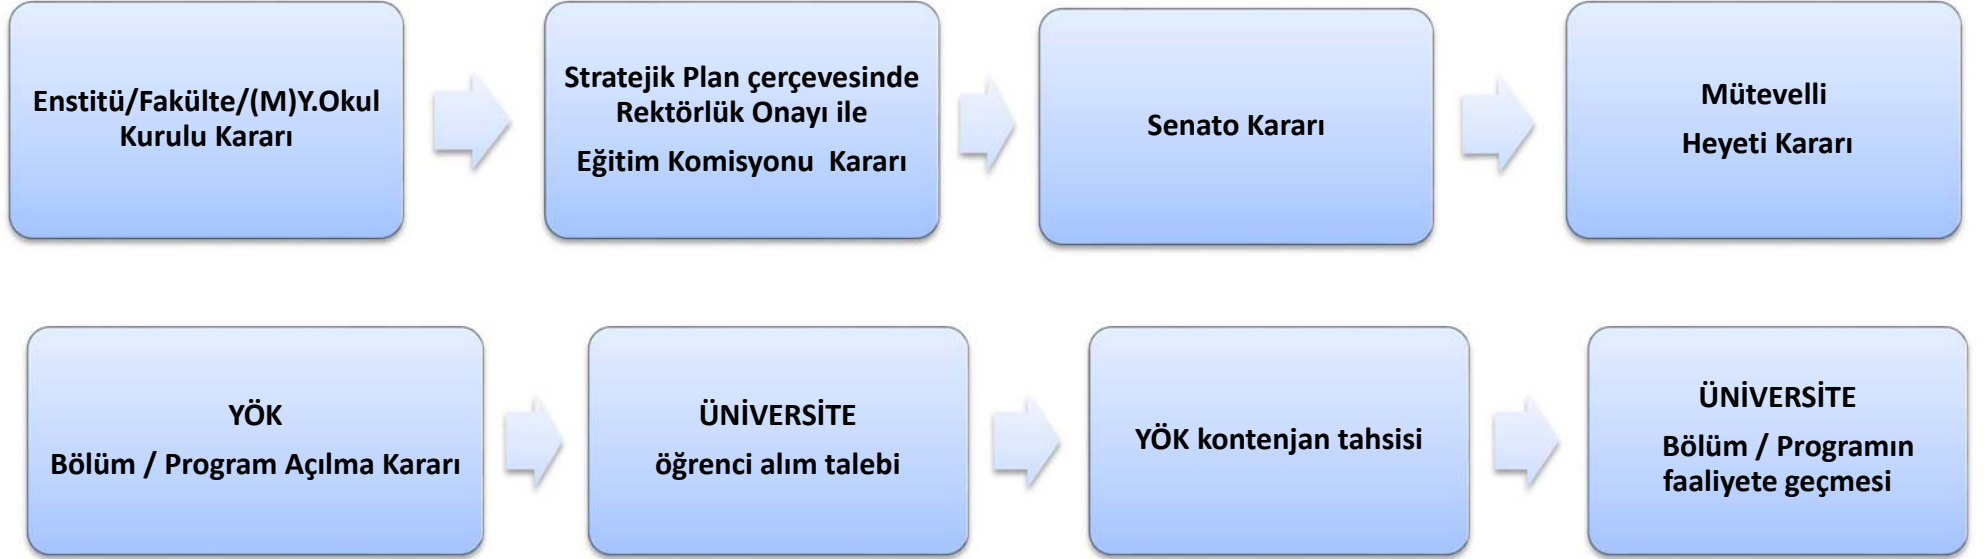 Enstitü/Fakülte/(M)Y.Okul
Kurulu Kararı
Stratejik Plan çerçevesinde
Rektörlük Onayı ile
Eğitim Komisyonu  Kararı
Senato Kararı
Mütevelli
Heyeti Kararı
YÖK
Bölüm / Program Açılma Kararı
ÜNİVERSİTE
öğrenci alım talebi
YÖK kontenjan tahsisi
ÜNİVERSİTE
Bölüm / Programın
faaliyete geçmesi